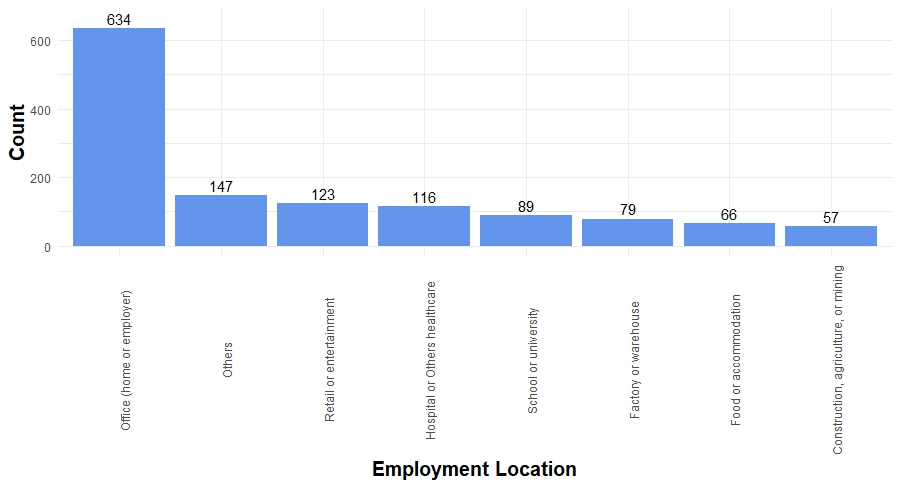 Count
600
400
200
0
634
147
123
116
89
79
66
57
Office (home or employer)
Others
Retail or entertainment
Hospital or Others healthcare
School or university
Factory or warehouse
Food or accommodation
Construction, agriculture, or mining
Employment Location